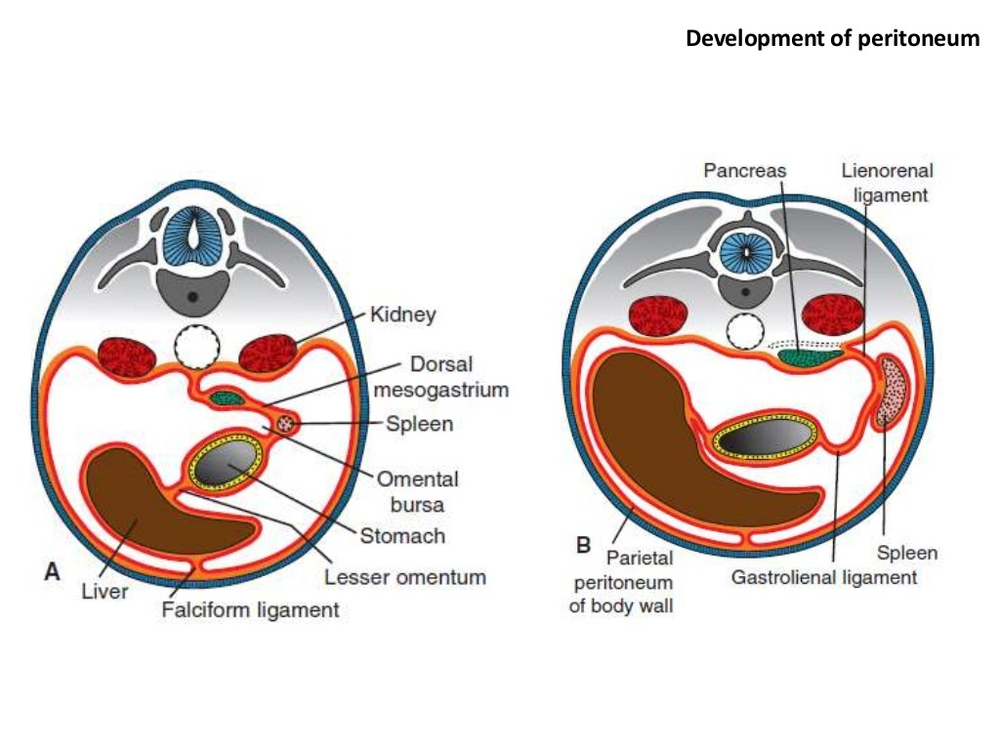 Development of peritoneum
Kidney
Dorsal
mesogastrium
Spleen
Omental
bursa
Stomach
Lesser omentum
A
Liver
Falciform ligament
Pancreas
Lienorenal
ligament
B
Parietal
peritoneum
of body wall
Gastrolienal ligament
Spleen